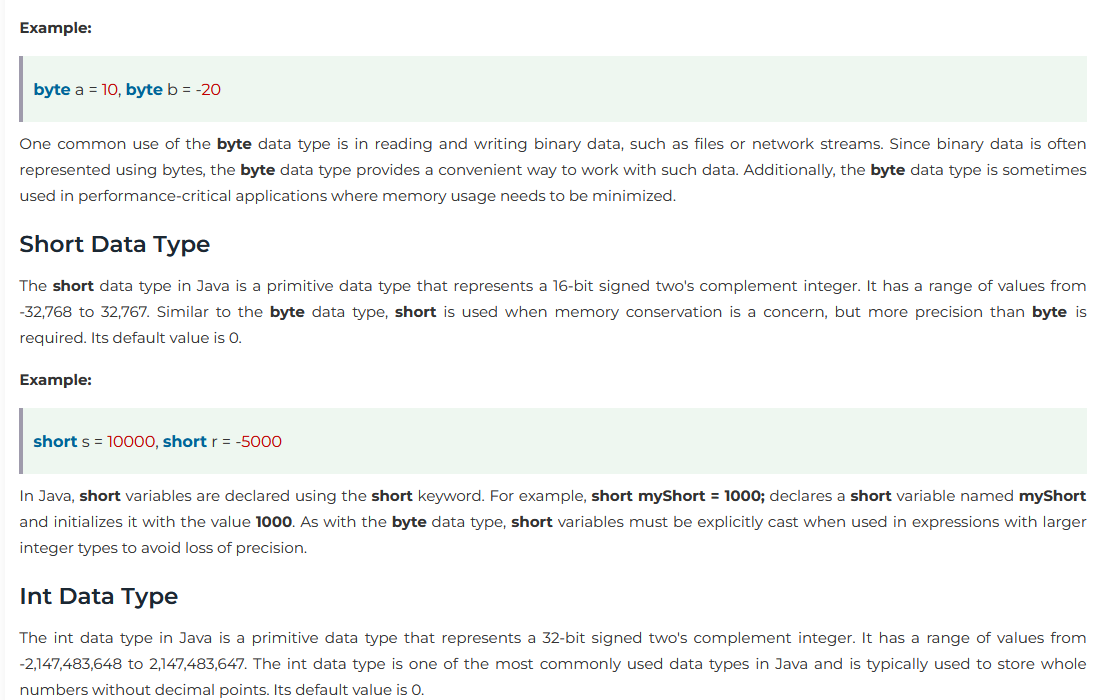 Example:
byte a = 10, byte b = -20
One common use of the byte data type is in reading and writing binary data, such as files or network streams. Since binary data is often
represented using bytes, the byte data type provides a convenient way to work with such data. Additionally, the byte data type is sometimes
used in performance-critical applications where memory usage needs to be minimized.
Short Data Type
The short data type in Java is a primitive data type that represents a 16-bit signed two's complement integer. It has a range of values from
-32,768 to 32,767. Similar to the byte data type, short is used when memory conservation is a concern, but more precision than byte is
required. Its default value is 0.
Example:
short s = 10000, short r = -5000
In Java, short variables are declared using the short keyword. For example, short myShort = 1000; declares a short variable named myShort
and initializes it with the value 1000. As with the byte data type, short variables must be explicitly cast when used in expressions with larger
integer types to avoid loss of precision.
Int Data Type
The int data type in Java is a primitive data type that represents a 32-bit signed two's complement integer. It has a range of values from
-2,147,483,648 to 2,147,483,647. The int data type is one of the most commonly used data types in Java and is typically used to store whole
numbers without decimal points. Its default value is 0.